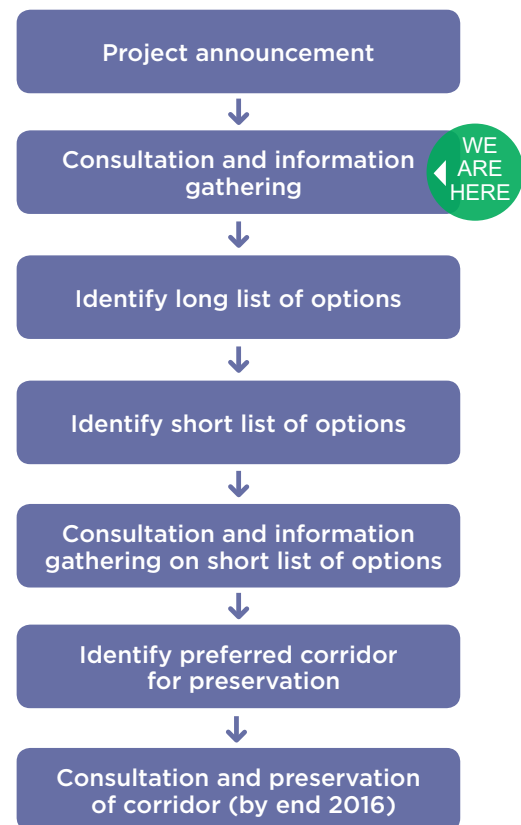 Project announcement
Consultation and information
gathering
WE
ARE
HERE
Identify long list of options
Identify short list of options
Consultation and information
gathering on short list of options
Identify preferred corridor
for preservation
Consultation and preservation
of corridor (by end 2016)